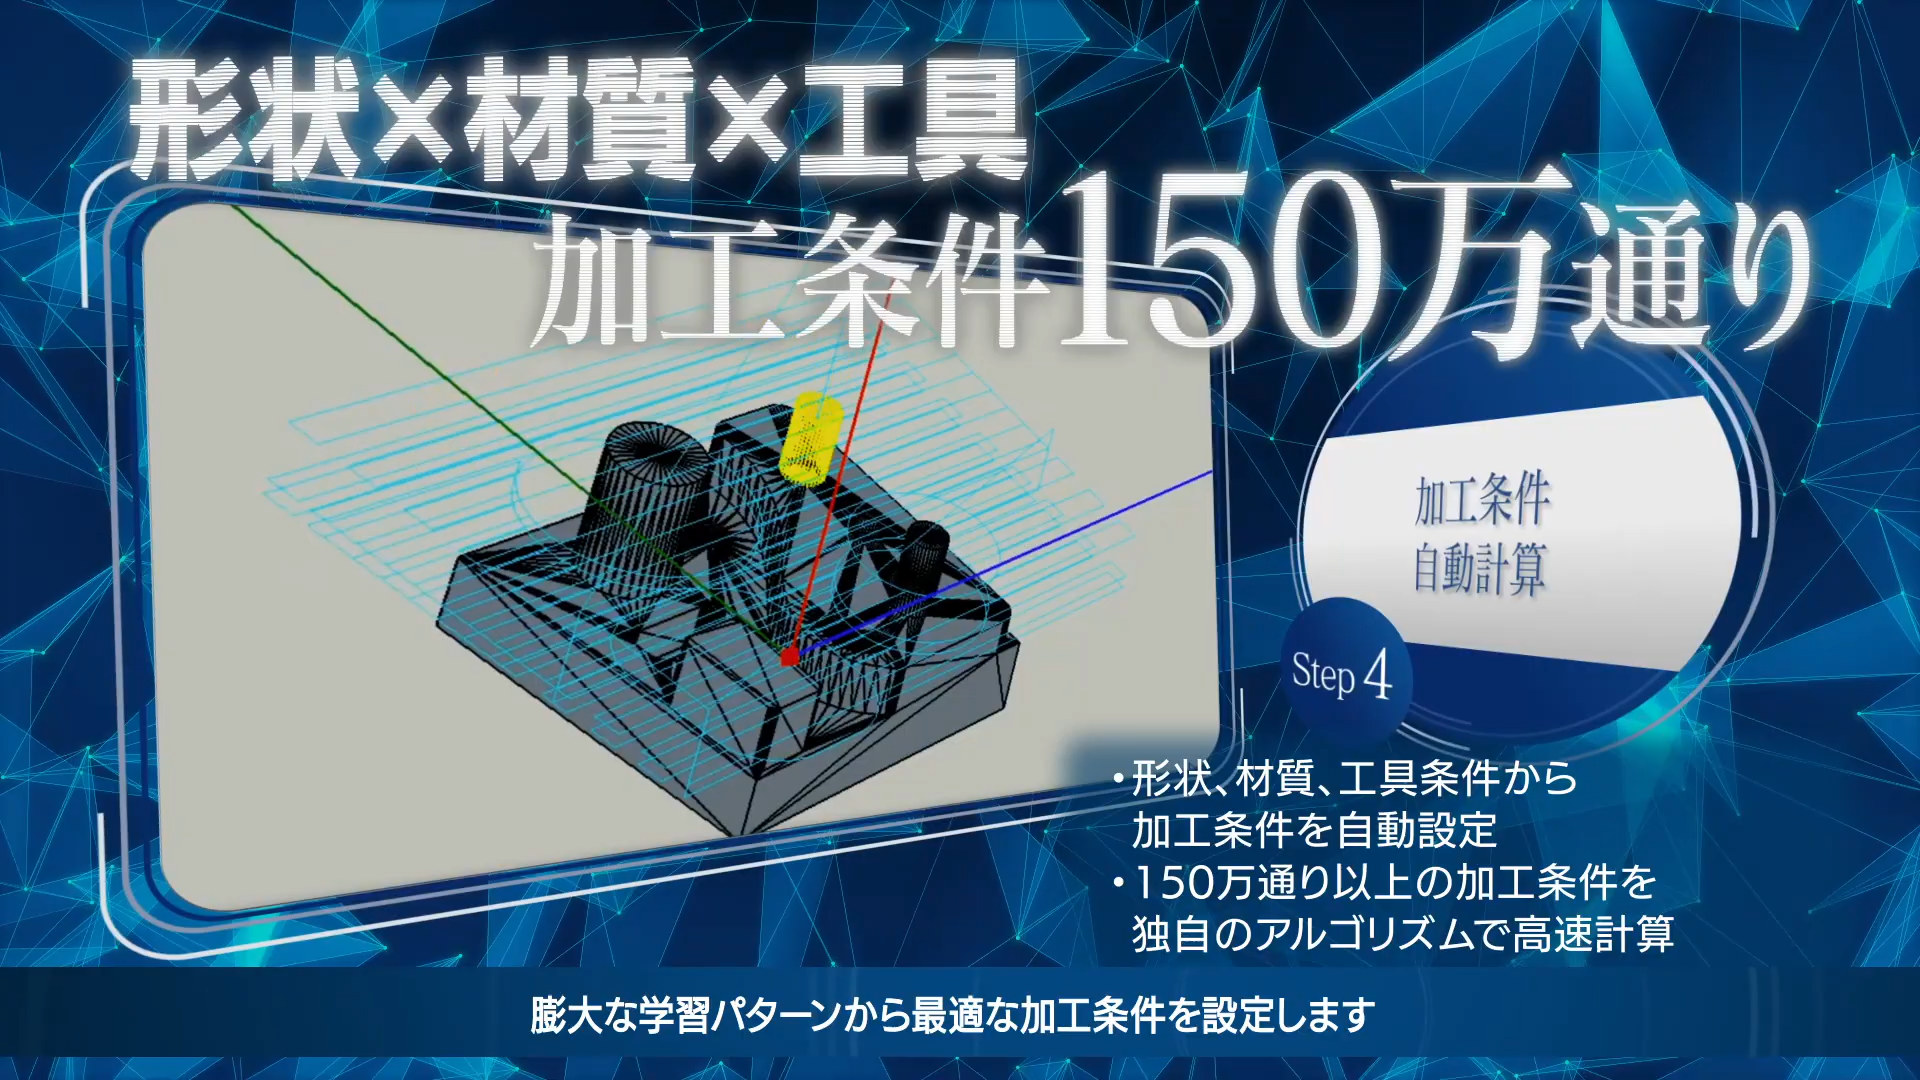 形状×材質×工具
加工条件150万通り
加工条件
自動計算
Step 4
・形状、材質、工具条件から
加工条件を自動設定
・150万通り以上の加工条件を
独自のアルゴリズムで高速計算
膨大な学習パターンから最適な加工条件を設定します